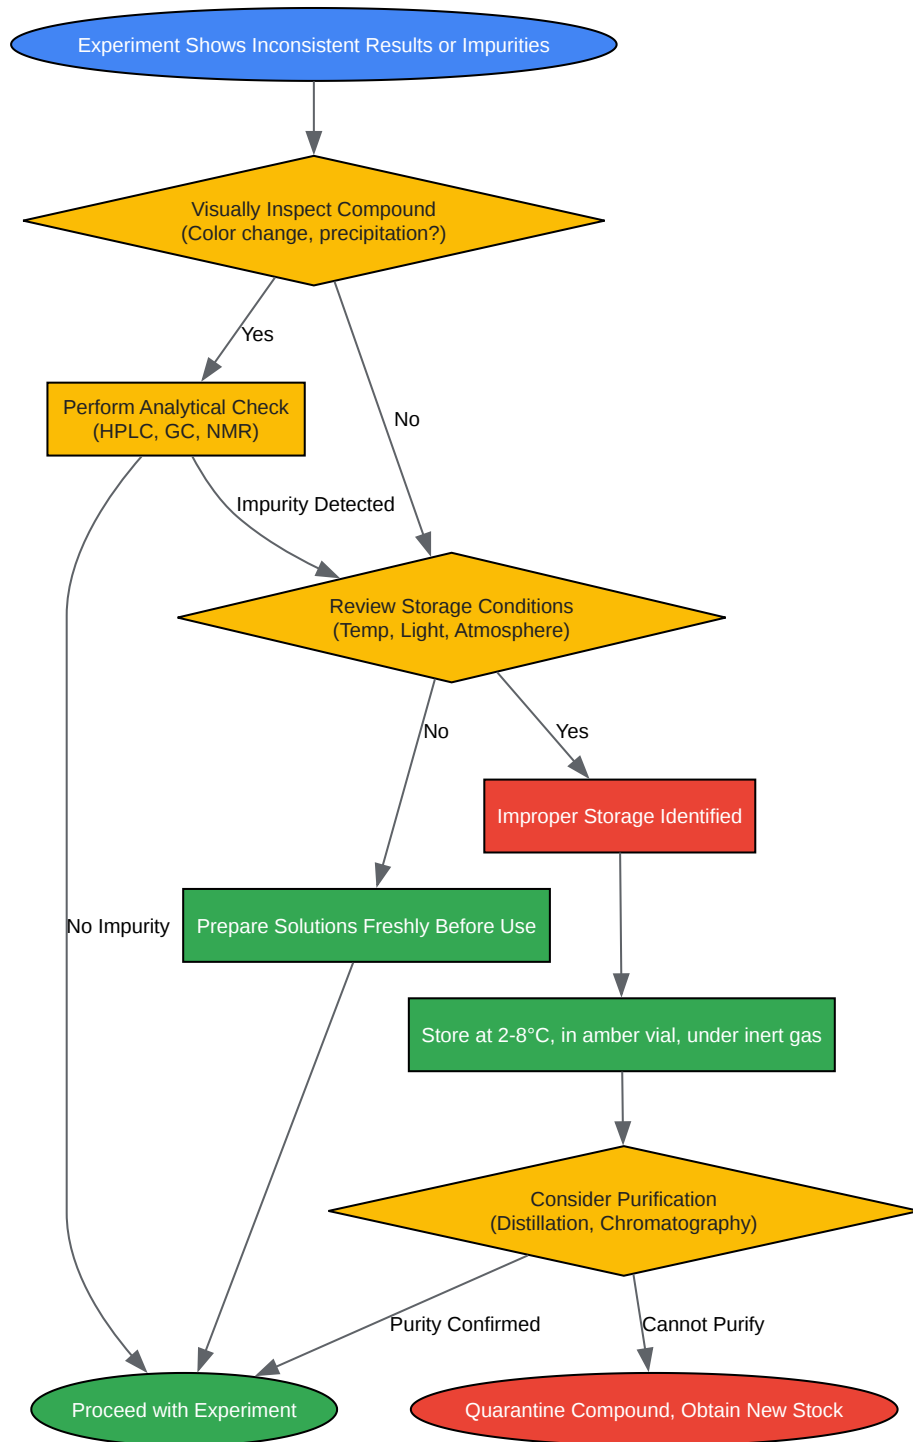 Experiment Shows Inconsistent Results or Impurities
Visually Inspect Compound
(Color change, precipitation?)
Yes
Perform Analytical Check
(HPLC, GC, NMR)
No
Impurity Detected
Review Storage Conditions
(Temp, Light, Atmosphere)
No
Yes
Improper Storage Identified
No Impurity
Prepare Solutions Freshly Before Use
Store at 2-8°C, in amber vial, under inert gas
Consider Purification
(Distillation, Chromatography)
Purity Confirmed
Cannot Purify
Proceed with Experiment
Quarantine Compound, Obtain New Stock